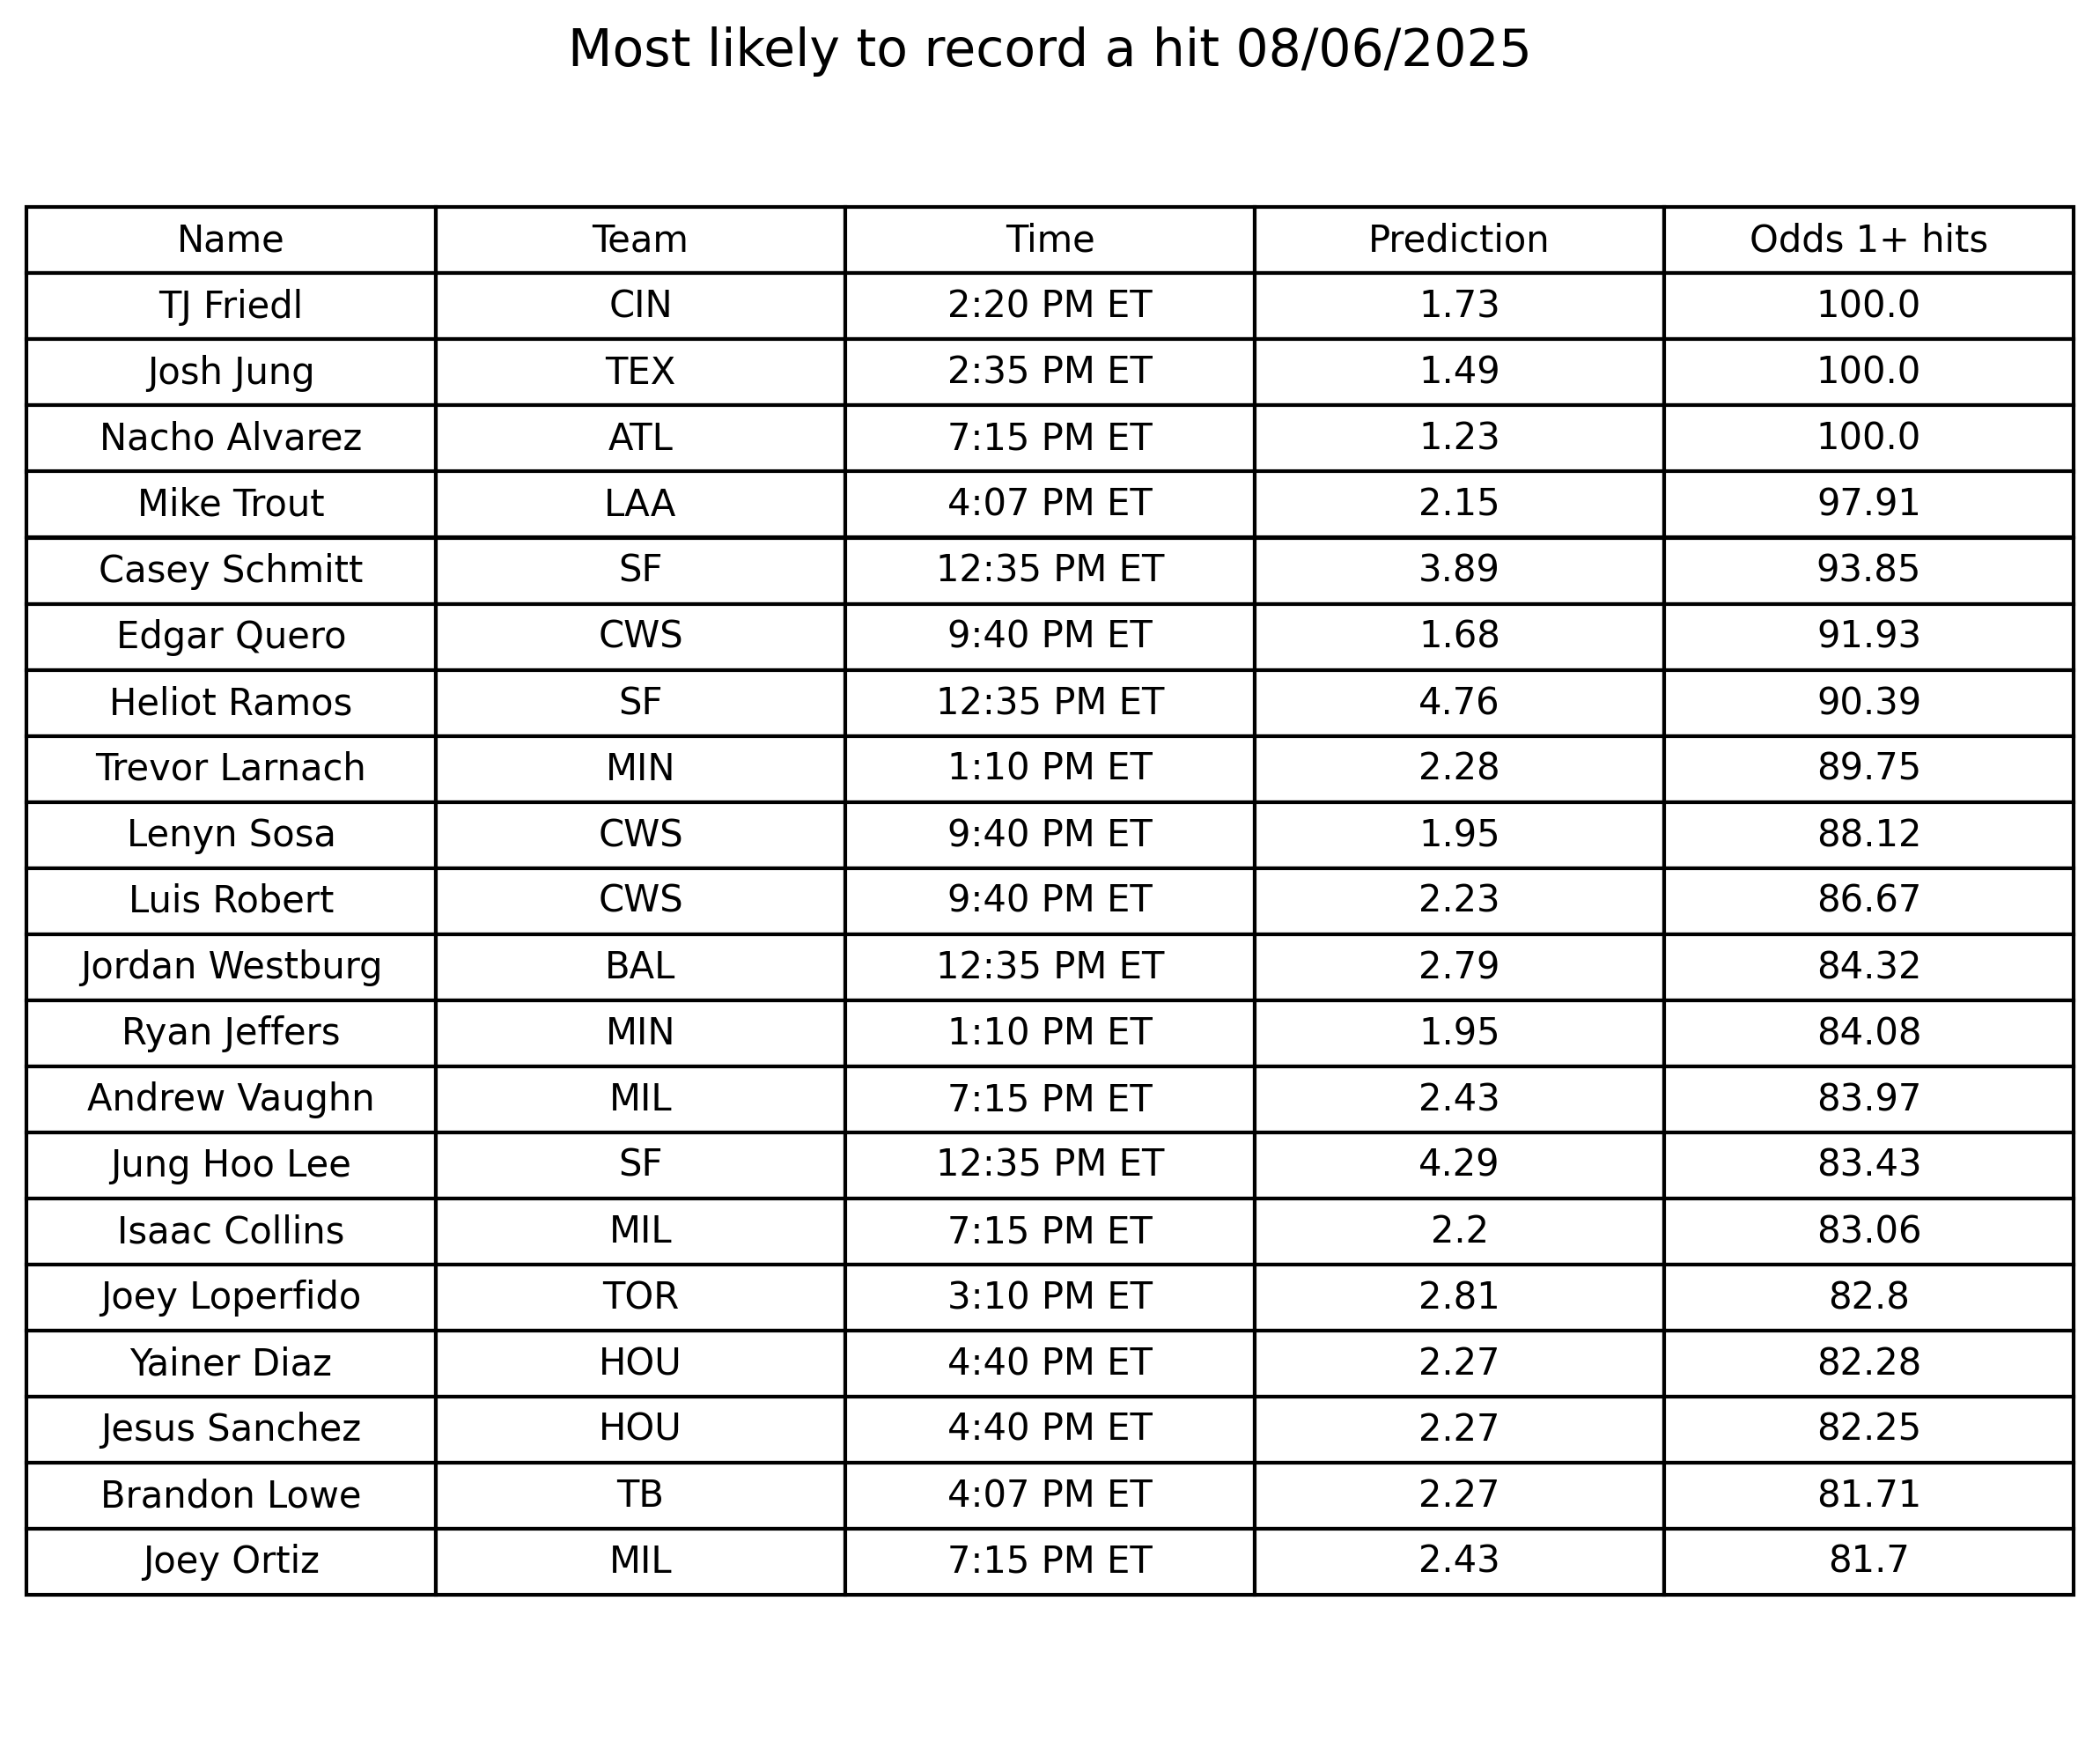 Most likely to record a hit 08/06/2025
Name Team Time Prediction Odds 1+ hits
TJ Friedl CIN 2:20 PM ET 1.73 100.0
Josh Jung TEX 2:35 PM ET 1.49 100.0
Nacho Alvarez ATL 7:15 PM ET 1.23 100.0
Mike Trout LAA 4:07 PM ET 2.15 97.91
Casey Schmitt SF 12:35 PM ET 3.89 93.85
Edgar Quero CWS 9:40 PM ET 1.68 91.93
Heliot Ramos SF 12:35 PM ET 4.76 90.39
Trevor Larnach MIN 1:10 PM ET 2.28 89.75
Lenyn Sosa CWS 9:40 PM ET 1.95 88.12
Luis Robert CWS 9:40 PM ET 2.23 86.67
Jordan Westburg BAL 12:35 PM ET 2.79 84.32
Ryan Jeffers MIN 1:10 PM ET 1.95 84.08
Andrew Vaughn MIL 7:15 PM ET 2.43 83.97
Jung Hoo Lee SF 12:35 PM ET 4.29 83.43
Isaac Collins MIL 7:15 PM ET 2.2 83.06
Joey Loperfido TOR 3:10 PM ET 2.81 82.8
Yainer Diaz HOU 4:40 PM ET 2.27 82.28
Jesus Sanchez HOU 4:40 PM ET 2.27 82.25
Brandon Lowe TB 4:07 PM ET 2.27 81.71
Joey Ortiz MIL 7:15 PM ET 2.43 81.7